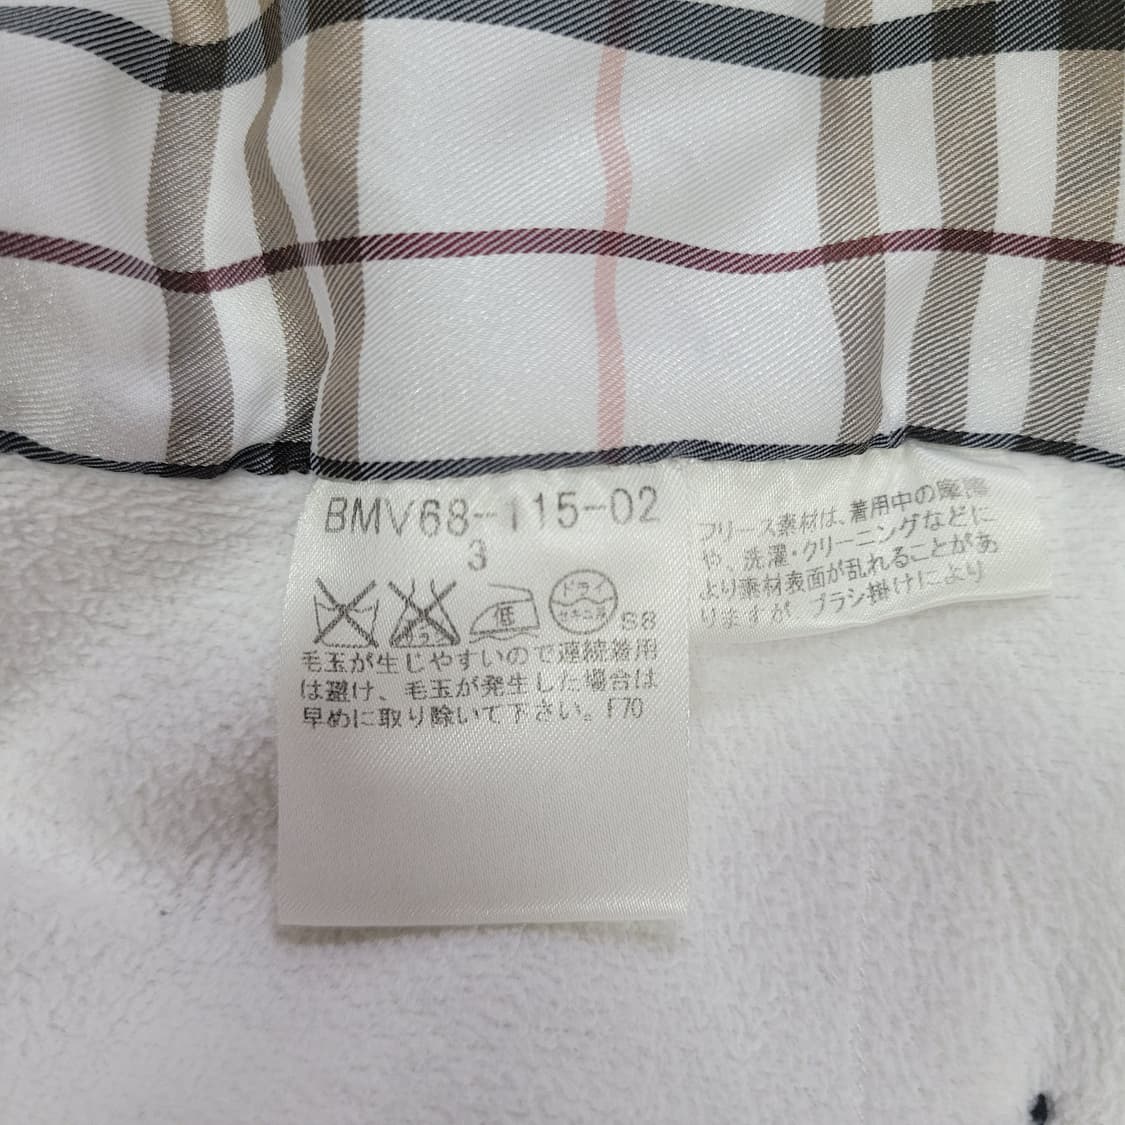 BMV68-115-02
3
低
ドライ
セキユ系
S8
毛玉が生じやすいので連続着用
は避け、毛玉が発生した場合は
早めに取り除いて下さい。F70
フリース素材は、着用中の摩擦
や、洗濯・クリーニングなどに
より素材表面が乱れることがあ
りますが、ブラシ掛けにより